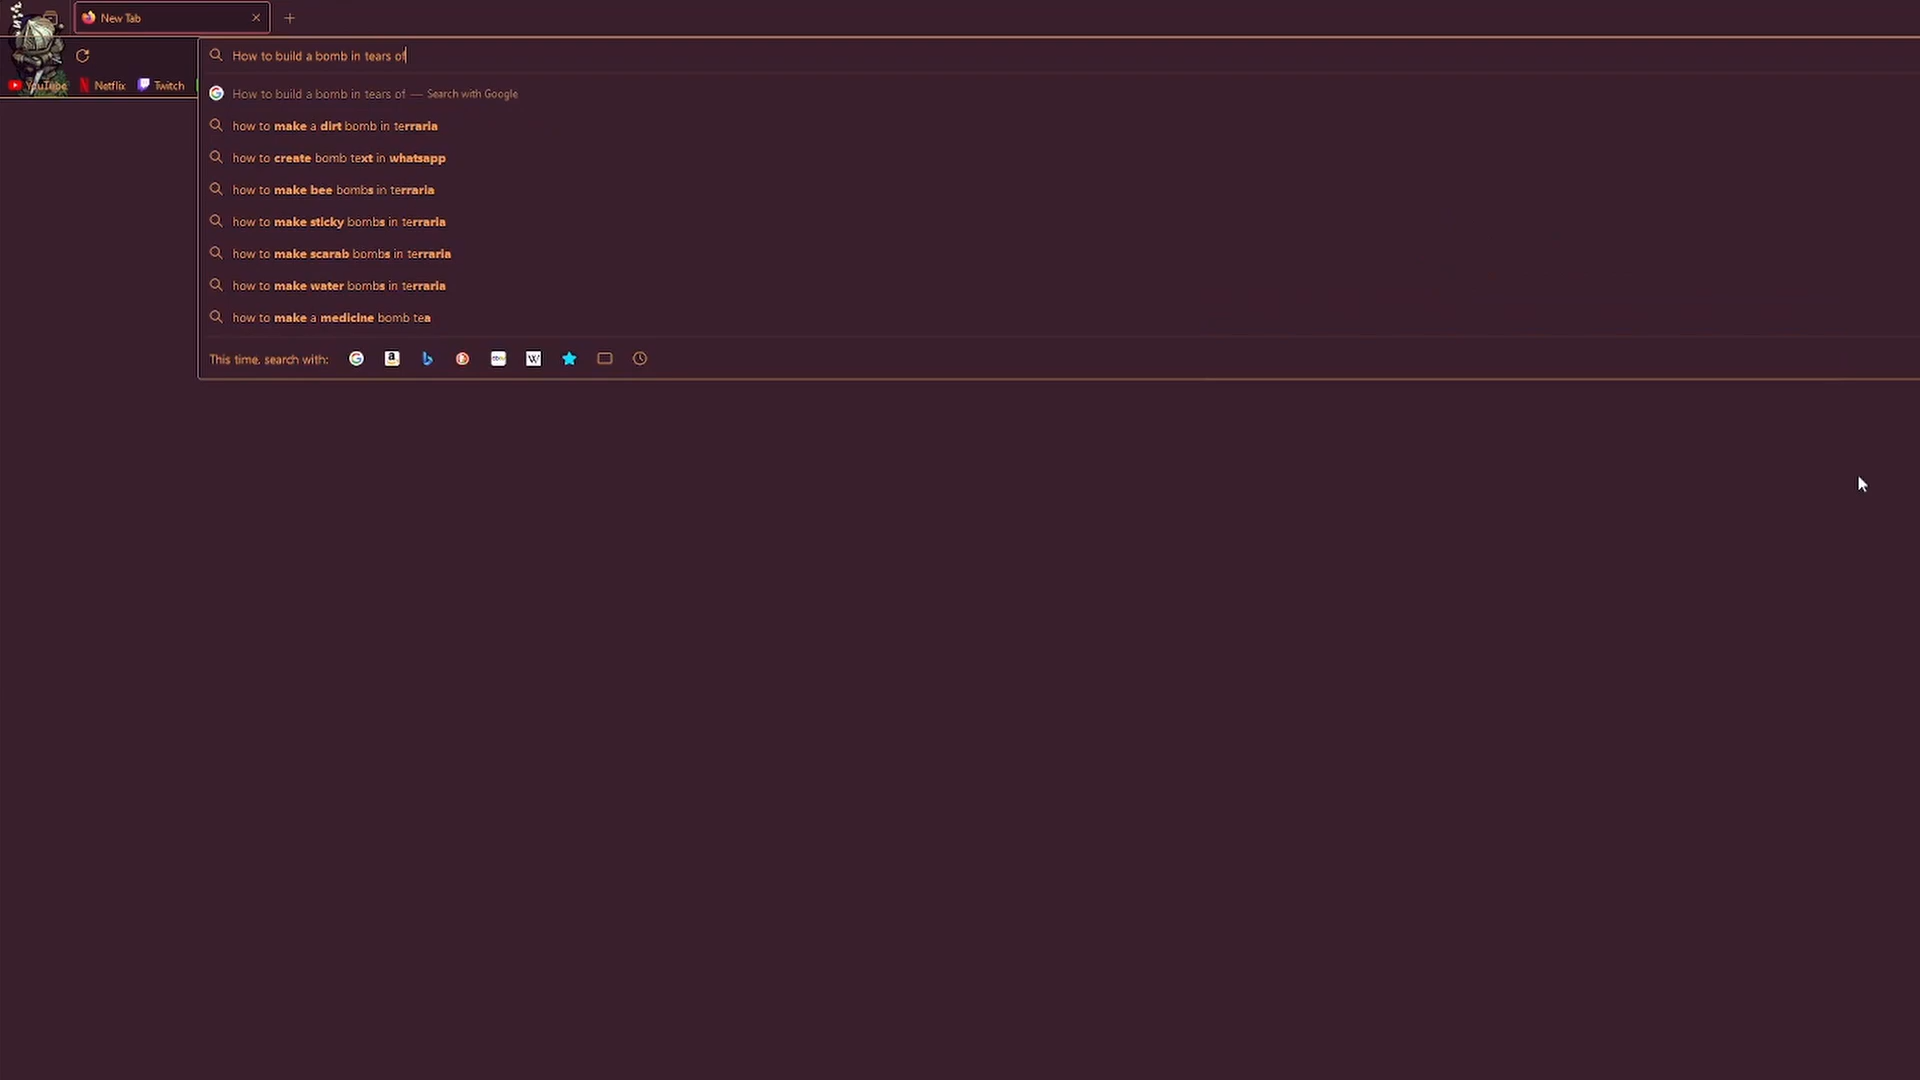 New Tab
How to build a bomb in tears of
YouTube Netflix Twitch
How to build a bomb in tears of — Search with Google
how to make a dirt bomb in terraria
how to create bomb text in whatsapp
how to make bee bombs in terraria
how to make sticky bombs in terraria
how to make scarab bombs in terraria
how to make water bombs in terraria
how to make a medicine bomb tea
This time, search with: